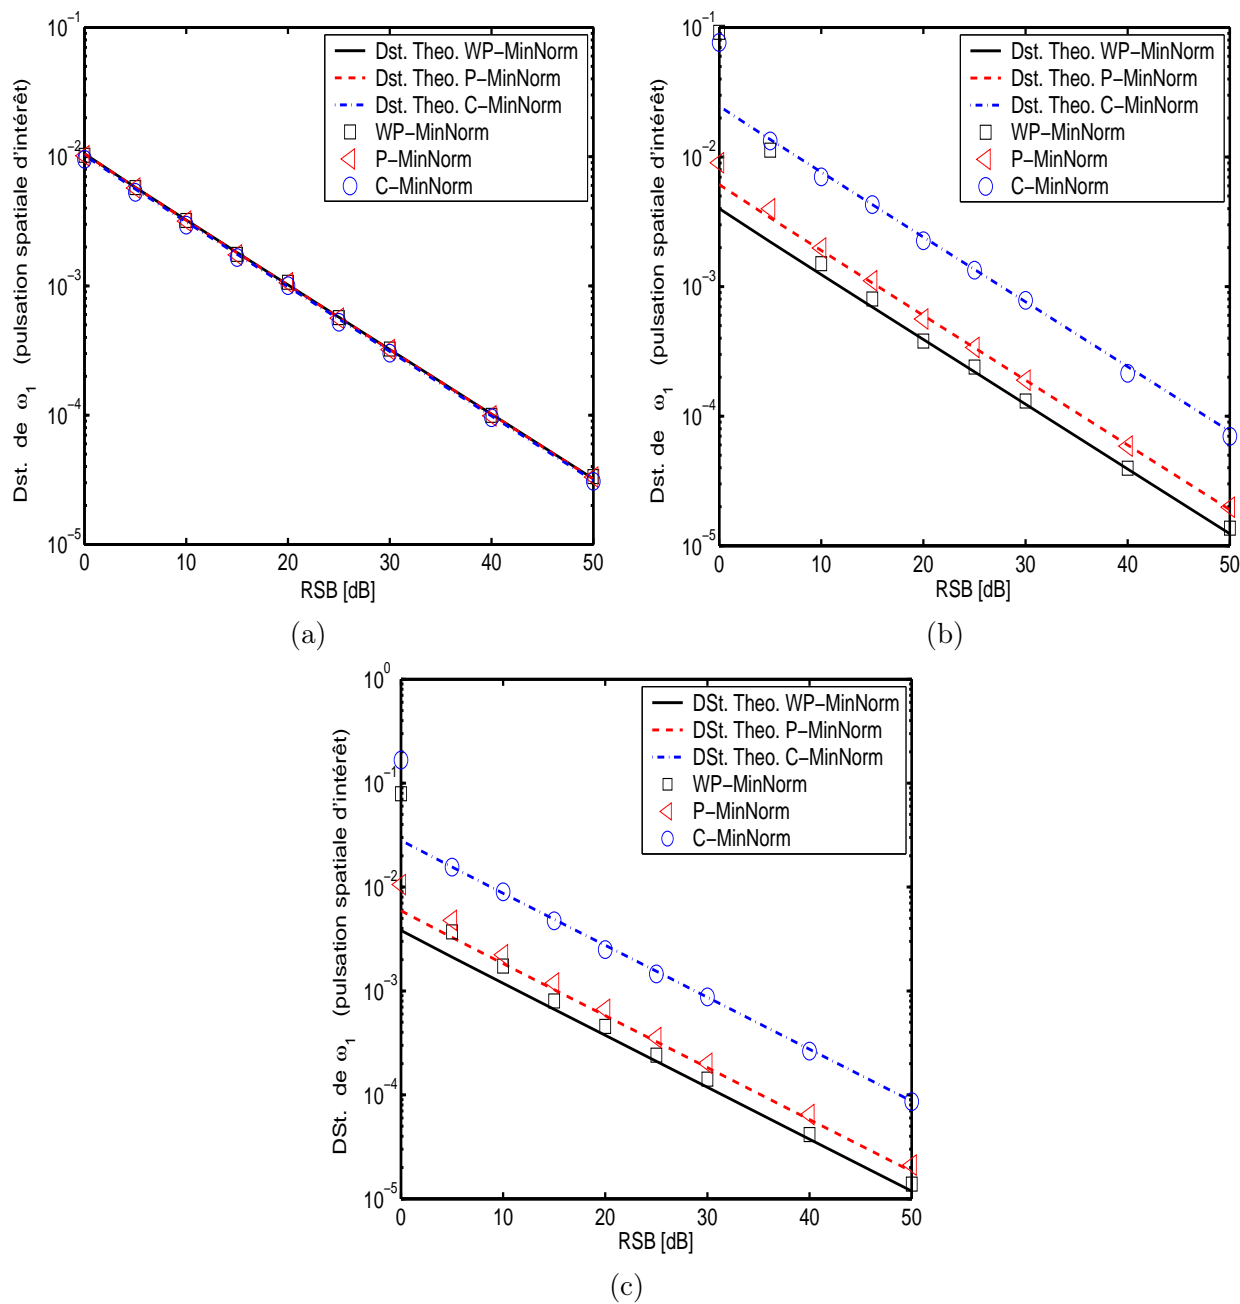 10^-1
10^-2
10^-3
10^-4
10^-5
Dst. de ω_1 (pulsation spatiale d'intérêt)
Dst. Theo. WP−MinNorm
Dst. Theo. P−MinNorm
Dst. Theo. C−MinNorm
WP−MinNorm
P−MinNorm
C−MinNorm
0 10 20 30 40 50
RSB [dB]
(a)
10^-1
10^-2
10^-3
10^-4
10^-5
Dst. de ω_1 (pulsation spatiale d'intérêt)
Dst. Theo. WP−MinNorm
Dst. Theo. P−MinNorm
Dst. Theo. C−MinNorm
WP−MinNorm
P−MinNorm
C−MinNorm
0 10 20 30 40 50
RSB [dB]
(b)
10^0
10^-1
10^-2
10^-3
10^-4
10^-5
DSt. de ω_1 (pulsation spatiale d'intérêt)
DSt. Theo. WP−MinNorm
DSt. Theo. P−MinNorm
DSt. Theo. C−MinNorm
WP−MinNorm
P−MinNorm
C−MinNorm
0 10 20 30 40 50
RSB [dB]
(c)